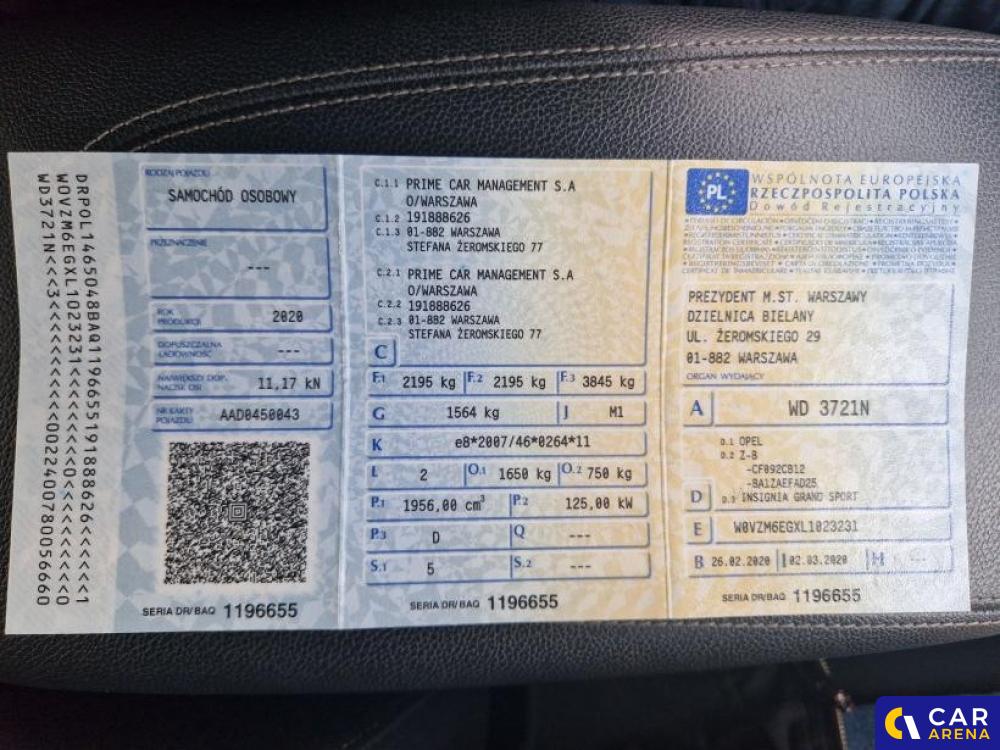 DRPOL1465048BAQ1196655191888626<<<<<<1
W0VZM6EGXL1023231<<<<<<<<<0<<<<<<<<<<0
WD3721N<<<3<<<<<<<<<<<<<<0022400780056660
RODZAJ POJAZDU
SAMOCHÓD OSOBOWY
PRZEZNACZENIE
---
ROK
PRODUKCJI
2020
DOPUSZCZALNA
ŁADOWNOŚĆ
---
NAJWIĘKSZY DOP.
NACISK OSI
11,17 kN
NR KARTY
POJAZDU
AAD0450043
SERIA DR/BAQ 1196655
C.1.1 PRIME CAR MANAGEMENT S.A
O/WARSZAWA
C.1.2 191888626
C.1.3 01-882 WARSZAWA
STEFANA ŻEROMSKIEGO 77
C.2.1 PRIME CAR MANAGEMENT S.A
O/WARSZAWA
C.2.2 191888626
C.2.3 01-882 WARSZAWA
STEFANA ŻEROMSKIEGO 77
C
F.1 2195 kg F.2 2195 kg F.3 3845 kg
G 1564 kg J M1
K e8*2007/46*0264*11
L 2 O.1 1650 kg O.2 750 kg
P.1 1956,00 cm³ P.2 125,00 kW
P.3 D Q ---
S.1 5 S.2 ---
SERIA DR/BAQ 1196655
PL
WSPÓLNOTA EUROPEJSKA
RZECZPOSPOLITA POLSKA
Dowód Rejestracyjny
PREZYDENT M.ST. WARSZAWY
DZIELNICA BIELANY
UL. ŻEROMSKIEGO 29
01-882 WARSZAWA
ORGAN WYDAJĄCY
A WD 3721N
D.1 OPEL
D.2 Z-B
-CF092CB12
-BA1ZAEFAD25
D D.3 INSIGNIA GRAND SPORT
E W0VZM6EGXL1023231
B 26.02.2020 I 02.03.2020 H ---
SERIA DR/BAQ 1196655
CAR
ARENA